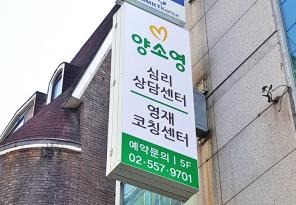 SMKTKorea
양소영
심리
상담센터
영재
코칭센터
예약문의 | 5F
02-557-9701